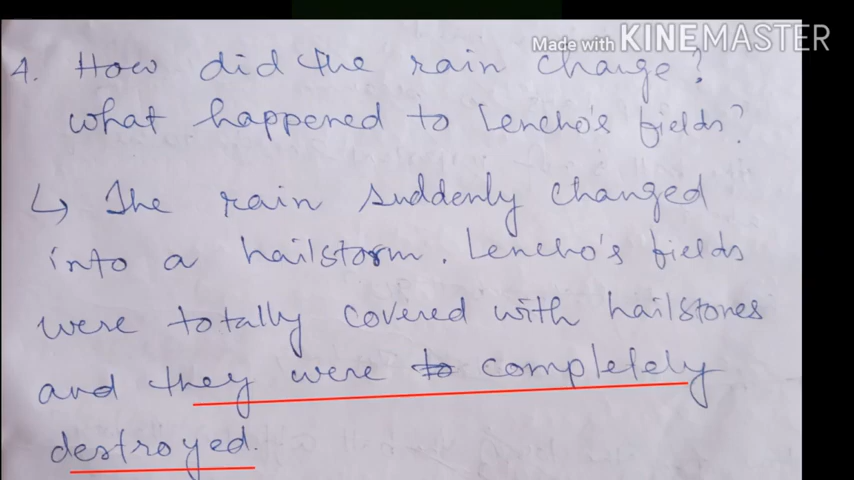 Made with KINEMASTER
4. How did the rain change?
what happened to Lencho's fields?
↳ The rain suddenly changed
into a hailstorm. Lencho's fields
were totally covered with hailstones
and they were to completely
destroyed.